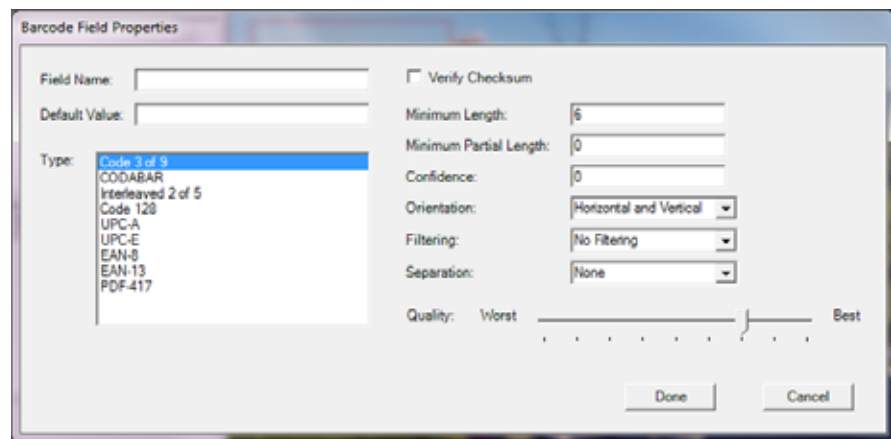 Barcode Field Properties
Field Name:
Default Value:
Type:
Code 3 of 9
CODABAR
Interleaved 2 of 5
Code 128
UPC-A
UPC-E
EAN-8
EAN-13
PDF-417
Verify Checksum
Minimum Length: 6
Minimum Partial Length: 0
Confidence: 0
Orientation: Horizontal and Vertical
Filtering: No Filtering
Separation: None
Quality: Worst Best
Done Cancel